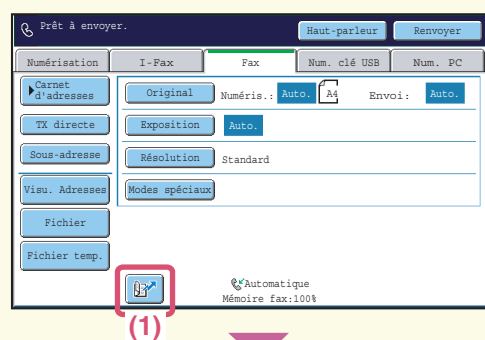 Prêt à envoyer.
Haut-parleur
Renvoyer
Numérisation
I-Fax
Fax
Num. clé USB
Num. PC
Carnet
d'adresses
Original
Numéris.:
Auto.
A4
Envoi:
Auto.
TX directe
Exposition
Auto.
Sous-adresse
Résolution
Standard
Visu. Adresses
Modes spéciaux
Fichier
Fichier temp.
Automatique
Mémoire fax:100%
(1)